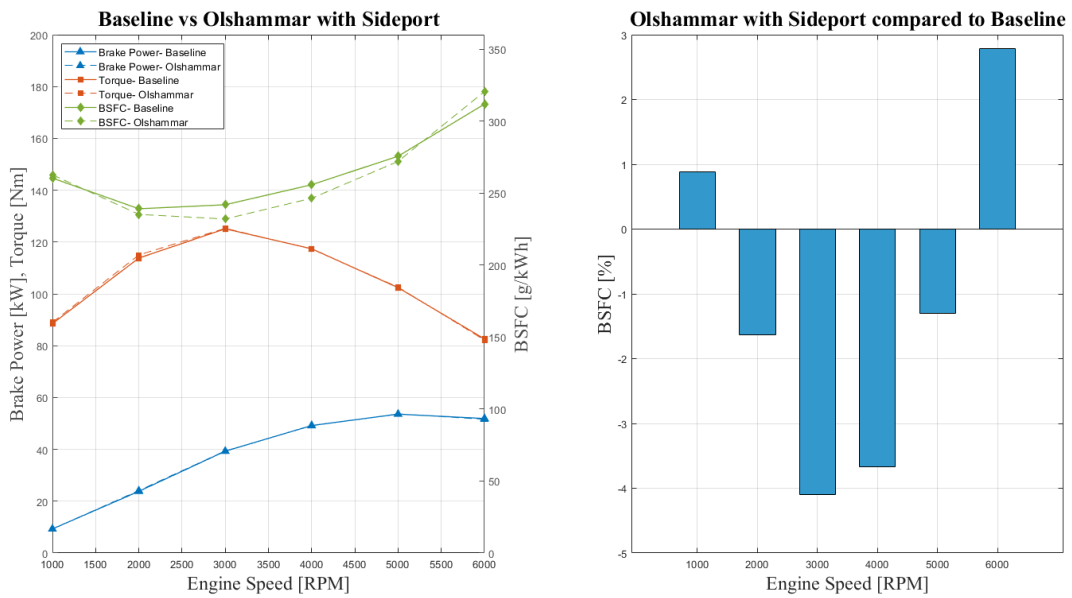 Baseline vs Olshammar with Sideport
Brake Power- Baseline
Brake Power- Olshammar
Torque- Baseline
Torque- Olshammar
BSFC- Baseline
BSFC- Olshammar
200
180
160
140
120
100
80
60
40
20
0
Brake Power [kW], Torque [Nm]
350
300
250
200
150
100
50
0
BSFC [g/kWh]
1000 1500 2000 2500 3000 3500 4000 4500 5000 5500 6000
Engine Speed [RPM]
Olshammar with Sideport compared to Baseline
3
2
1
0
-1
-2
-3
-4
-5
BSFC [%]
1000 2000 3000 4000 5000 6000
Engine Speed [RPM]